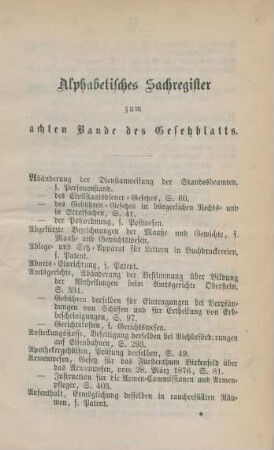 Alphabetisches Sachregister
zum
achten Bande des Gesetzblatts.
Abänderung der Dienstanweisung der Standesbeamten,
s. Personenstand.
— des Civilstaatsdiener-Gesetzes, S. 60.
— des Gebühren-Gesetzes in bürgerlichen Rechts- und
in Strafsachen, S. 41.
— der Postordnung, s. Postwesen.
Abgekürzte Bezeichnungen der Maaße und Gewichte, s.
Maaße und Gewichtswesen.
Ablege- und Setz-Apparat für Lettern in Buchdruckereien,
s. Patent.
Aborts-Einrichtung, s. Patent.
Amtsgerichte, Abänderung der Bestimmung über Bildung
der Abtheilungen beim Amtsgerichte Oberstein,
S. 331.
— Gebühren derselben für Eintragungen bei Verpfän-
dungen von Schiffen und für Ertheilung von Erbbe-
scheinigungen, S. 97.
— Gerichtskosten, s. Gerichtswesen.
Ansteckungsstoffe, Beseitigung derselben bei Viehbeförderungen
auf Eisenbahnen, S. 293.
Apothekergehülfen, Prüfung derselben, S. 49.
Armenwesen, Gesetz für das Fürstenthum Birkenfeld über
das Armenwesen, vom 28. März 1876, S. 81.
— Instruction für die Armen-Commissionen und Armen-
pfleger, S. 403.
Aufenthalt, Ermöglichung desselben in raucherfüllten Räu-
men, s. Patent.